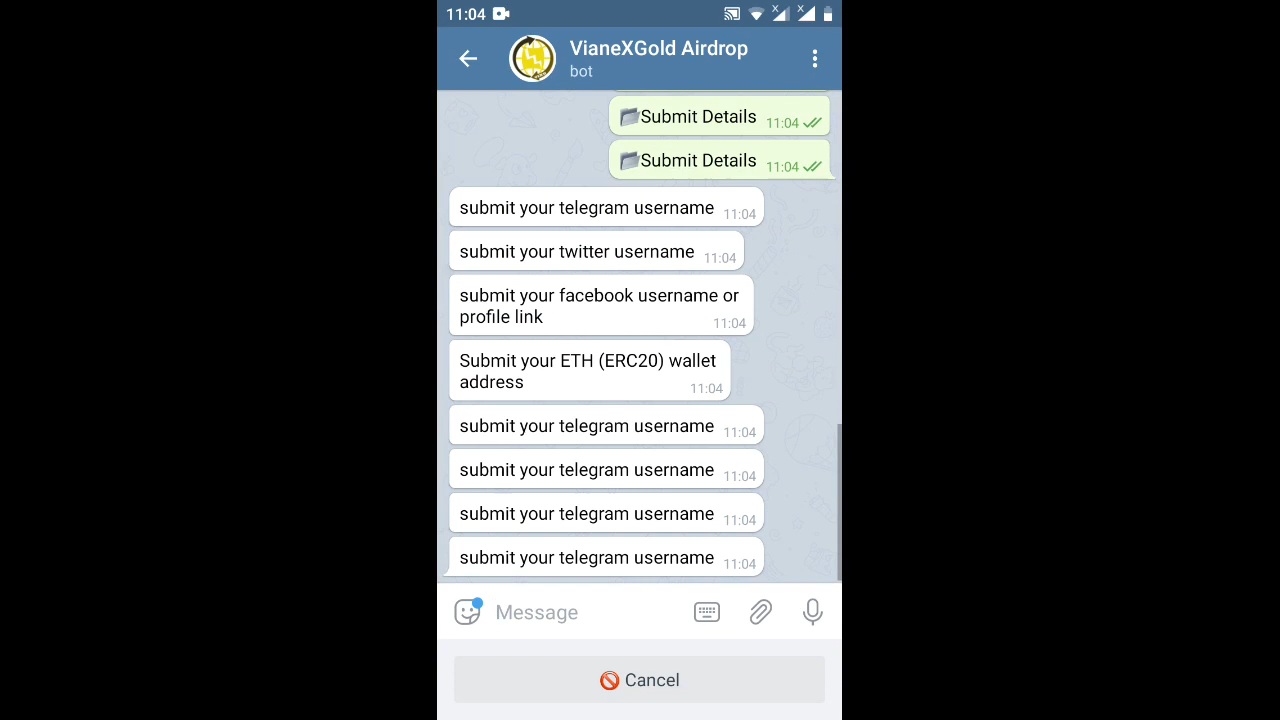 11:04
VianeXGold Airdrop
bot
Submit Details 11:04
Submit Details 11:04
submit your telegram username 11:04
submit your twitter username 11:04
submit your facebook username or
profile link 11:04
Submit your ETH (ERC20) wallet
address 11:04
submit your telegram username 11:04
submit your telegram username 11:04
submit your telegram username 11:04
submit your telegram username 11:04
Message
Cancel